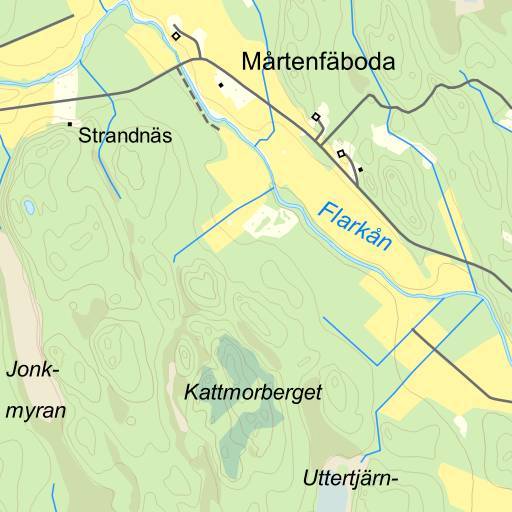 Mårtenfäboda
Strandnäs
Flarkån
Jonk-
myran
Kattmorberget
Uttertjärn-